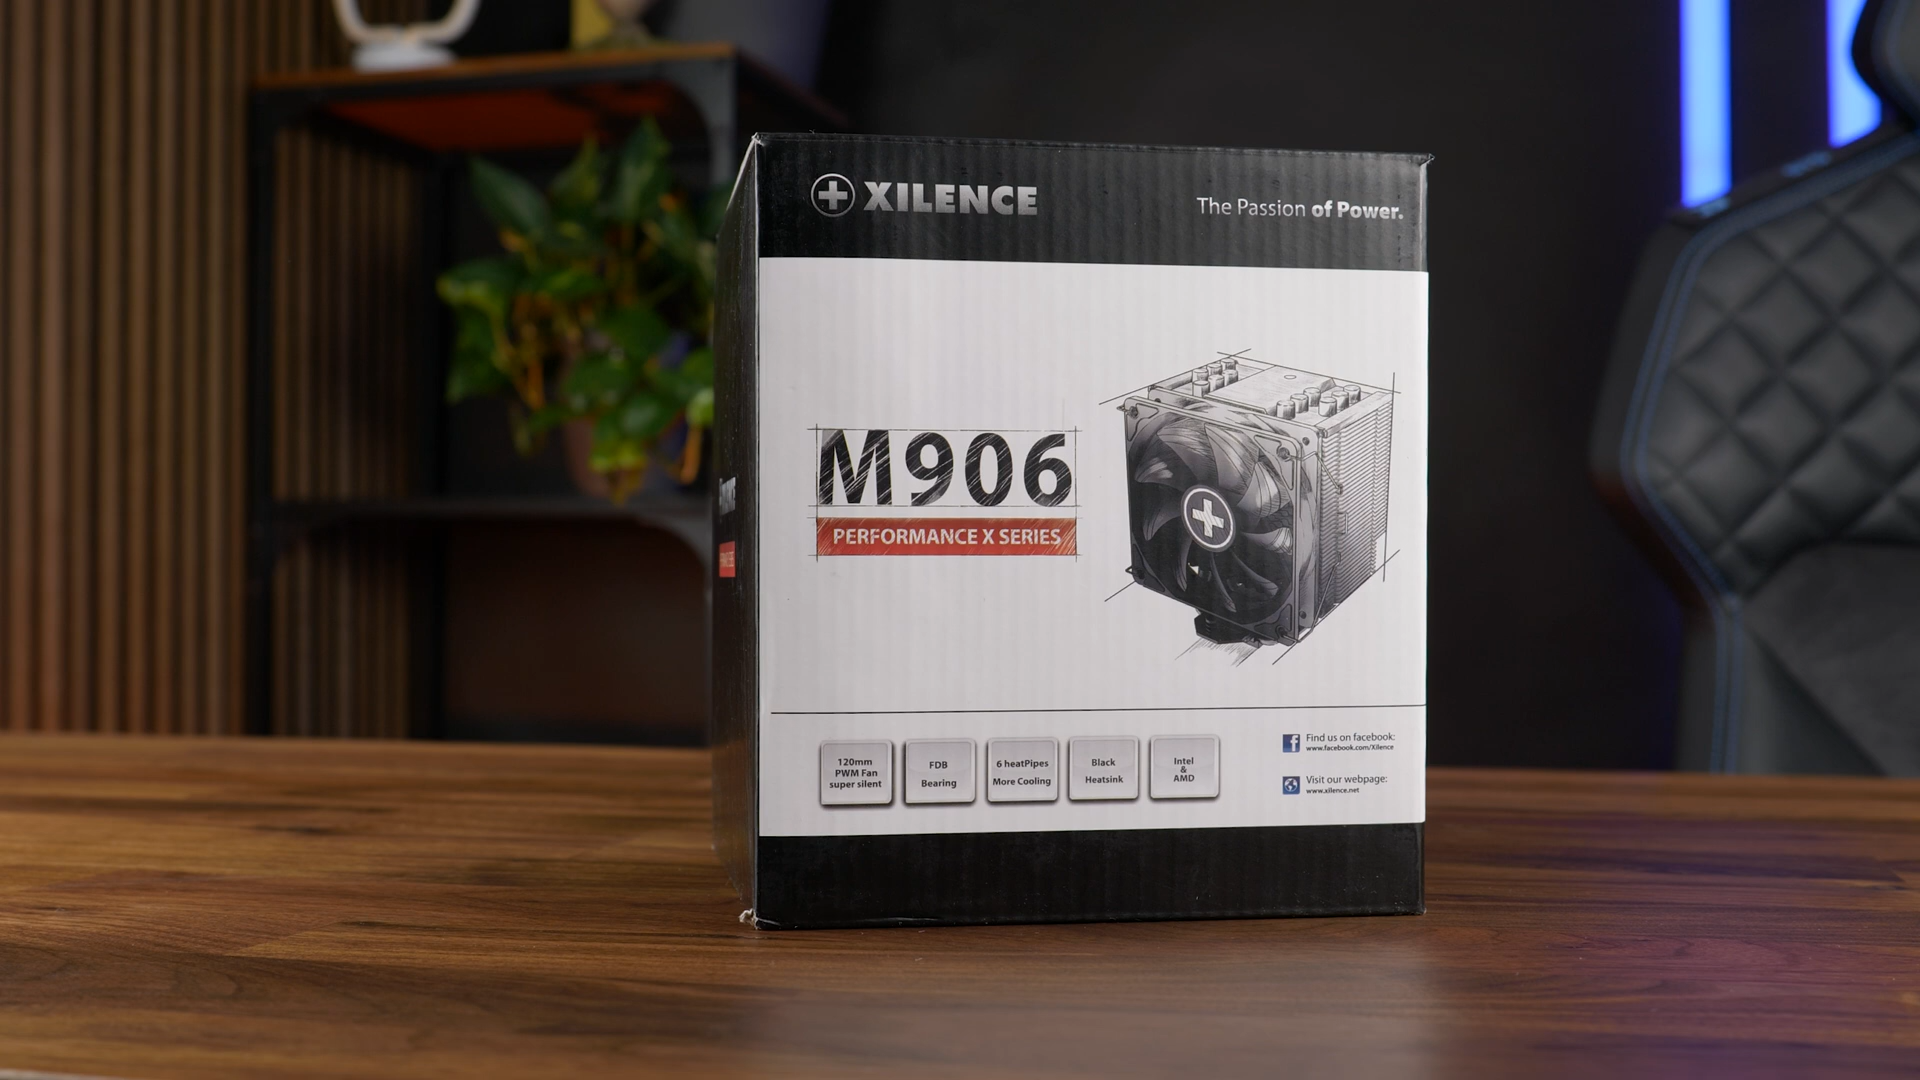 XILENCE
The Passion of Power.
M906
PERFORMANCE X SERIES
120mm
PWM Fan
super silent
FDB
Bearing
6 heatPipes
More Cooling
Black
Heatsink
Intel
&
AMD
Find us on facebook:
www.facebook.com/Xilence
Visit our webpage:
www.xilence.net